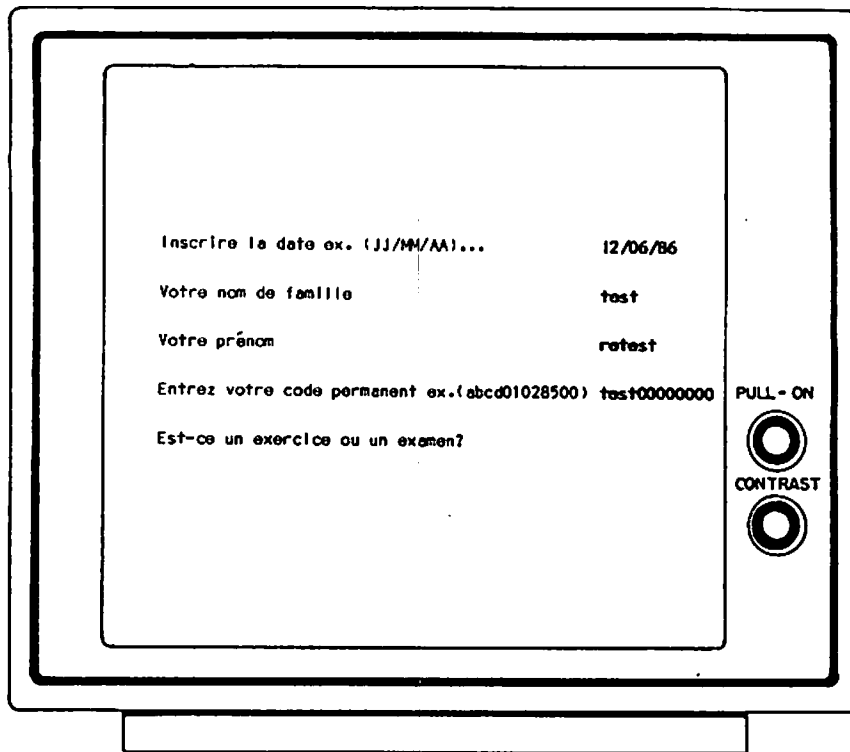 Inscrire la date ex. (JJ/MM/AA)... 12/06/86
Votre nom de famille test
Votre prénom retest
Entrez votre code permanent ex.(abcd01028500) test00000000
Est-ce un exercice ou un examen?
PULL-ON
CONTRAST